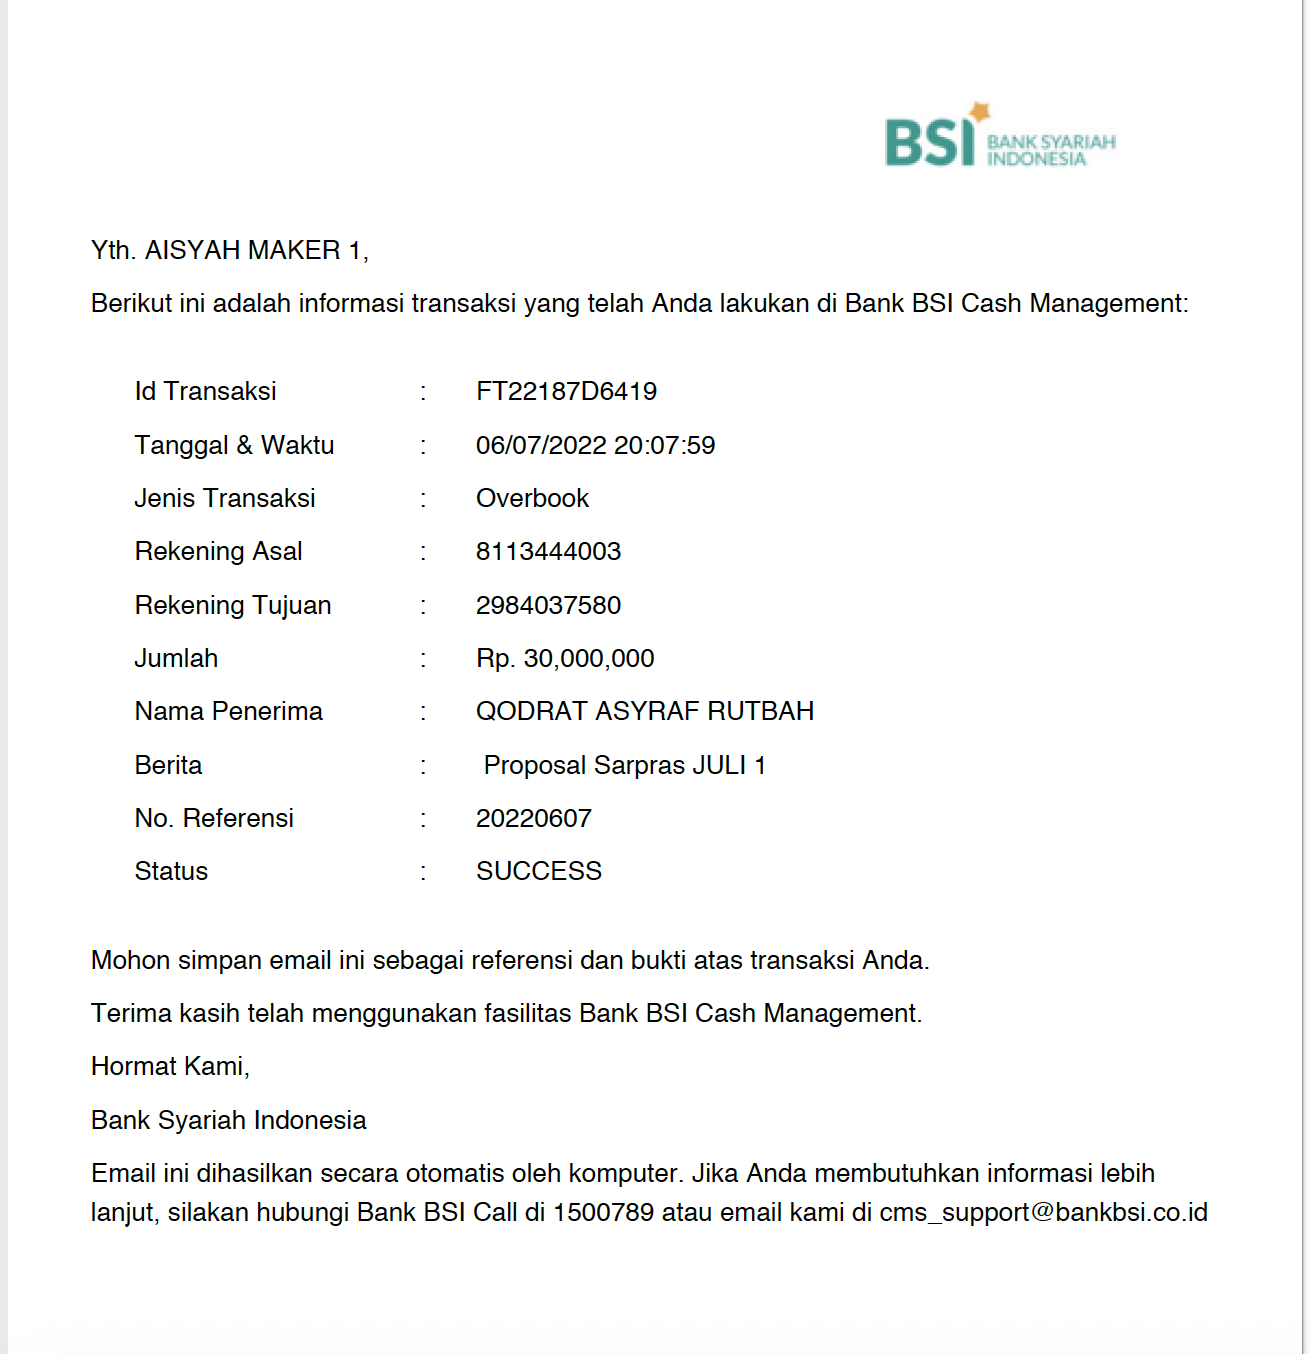 BSI BANK SYARIAH
INDONESIA
Yth. AISYAH MAKER 1,
Berikut ini adalah informasi transaksi yang telah Anda lakukan di Bank BSI Cash Management:
Id Transaksi : FT22187D6419
Tanggal & Waktu : 06/07/2022 20:07:59
Jenis Transaksi : Overbook
Rekening Asal : 8113444003
Rekening Tujuan : 2984037580
Jumlah : Rp. 30,000,000
Nama Penerima : QODRAT ASYRAF RUTBAH
Berita : Proposal Sarpras JULI 1
No. Referensi : 20220607
Status : SUCCESS
Mohon simpan email ini sebagai referensi dan bukti atas transaksi Anda.
Terima kasih telah menggunakan fasilitas Bank BSI Cash Management.
Hormat Kami,
Bank Syariah Indonesia
Email ini dihasilkan secara otomatis oleh komputer. Jika Anda membutuhkan informasi lebih
lanjut, silakan hubungi Bank BSI Call di 1500789 atau email kami di cms_support@bankbsi.co.id